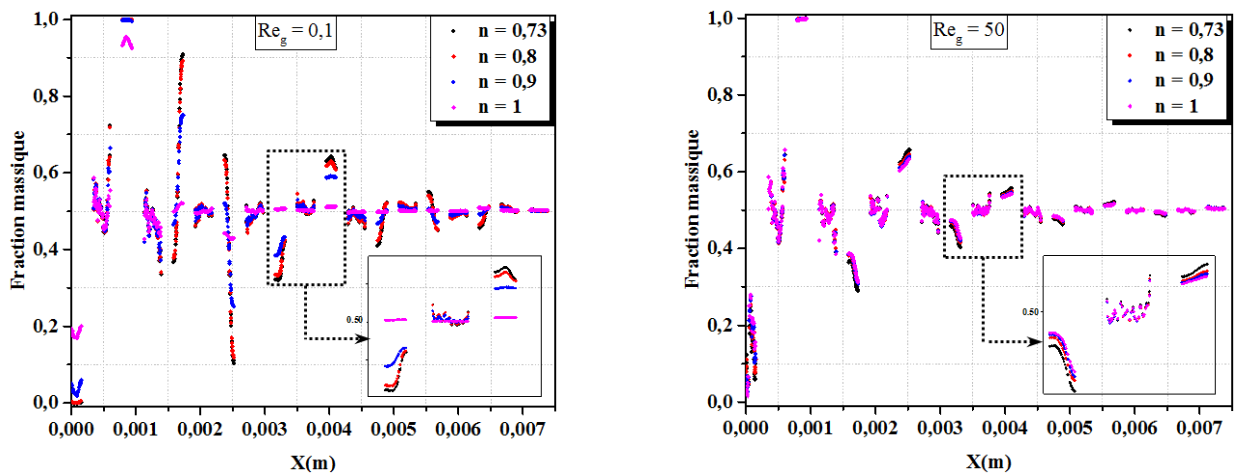 Re_g = 0,1
n = 0,73
n = 0,8
n = 0,9
n = 1
Fraction massique
1,0
0,8
0,6
0,4
0,2
0,0
0.50
0,000 0,001 0,002 0,003 0,004 0,005 0,006 0,007
X(m)
Re_g = 50
n = 0,73
n = 0,8
n = 0,9
n = 1
Fraction massique
1,0
0,8
0,6
0,4
0,2
0,0
0.50
0,000 0,001 0,002 0,003 0,004 0,005 0,006 0,007
X(m)